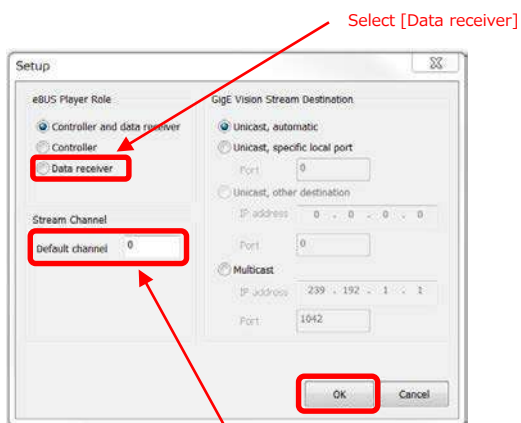 Select [Data receiver]
Setup
eBUS Player Role
Controller and data receiver
Controller
Data receiver
Stream Channel
Default channel 0
GigE Vision Stream Destination
Unicast, automatic
Unicast, specific local port
Port 0
Unicast, other destination
IP address 0 . 0 . 0 . 0
Port 0
Multicast
IP address 239 . 192 . 1 . 1
Port 1042
OK Cancel